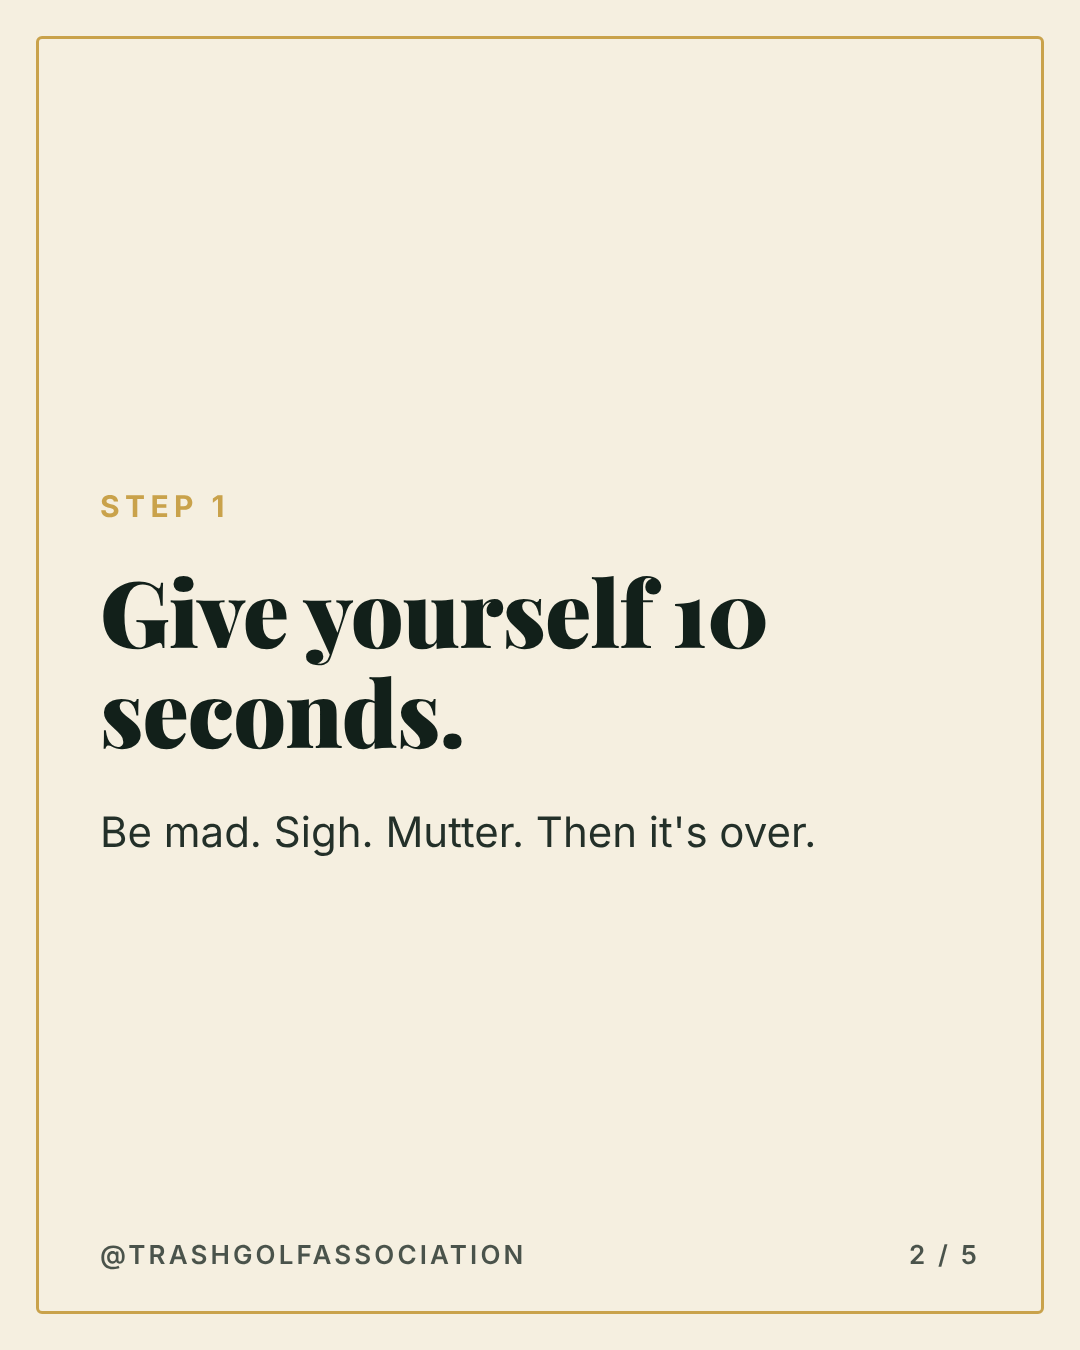 STEP 1
Give yourself 10
seconds.
Be mad. Sigh. Mutter. Then it's over.
@TRASHGOLFASSOCIATION
2 / 5